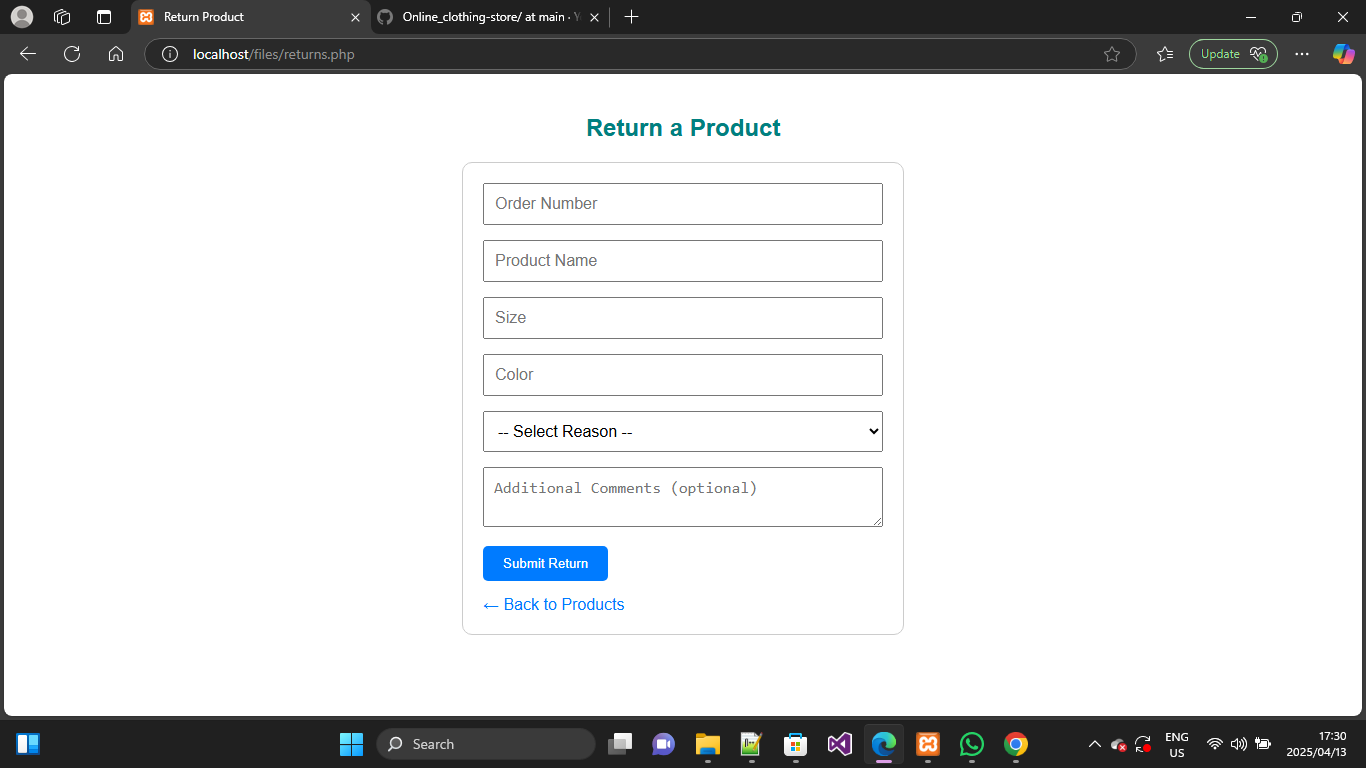 Return Product
Online_clothing-store/ at main · Y
localhost/files/returns.php
Update
Return a Product
Order Number
Product Name
Size
Color
-- Select Reason --
Additional Comments (optional)
Submit Return
← Back to Products
Search
ENG
US
17:30
2025/04/13